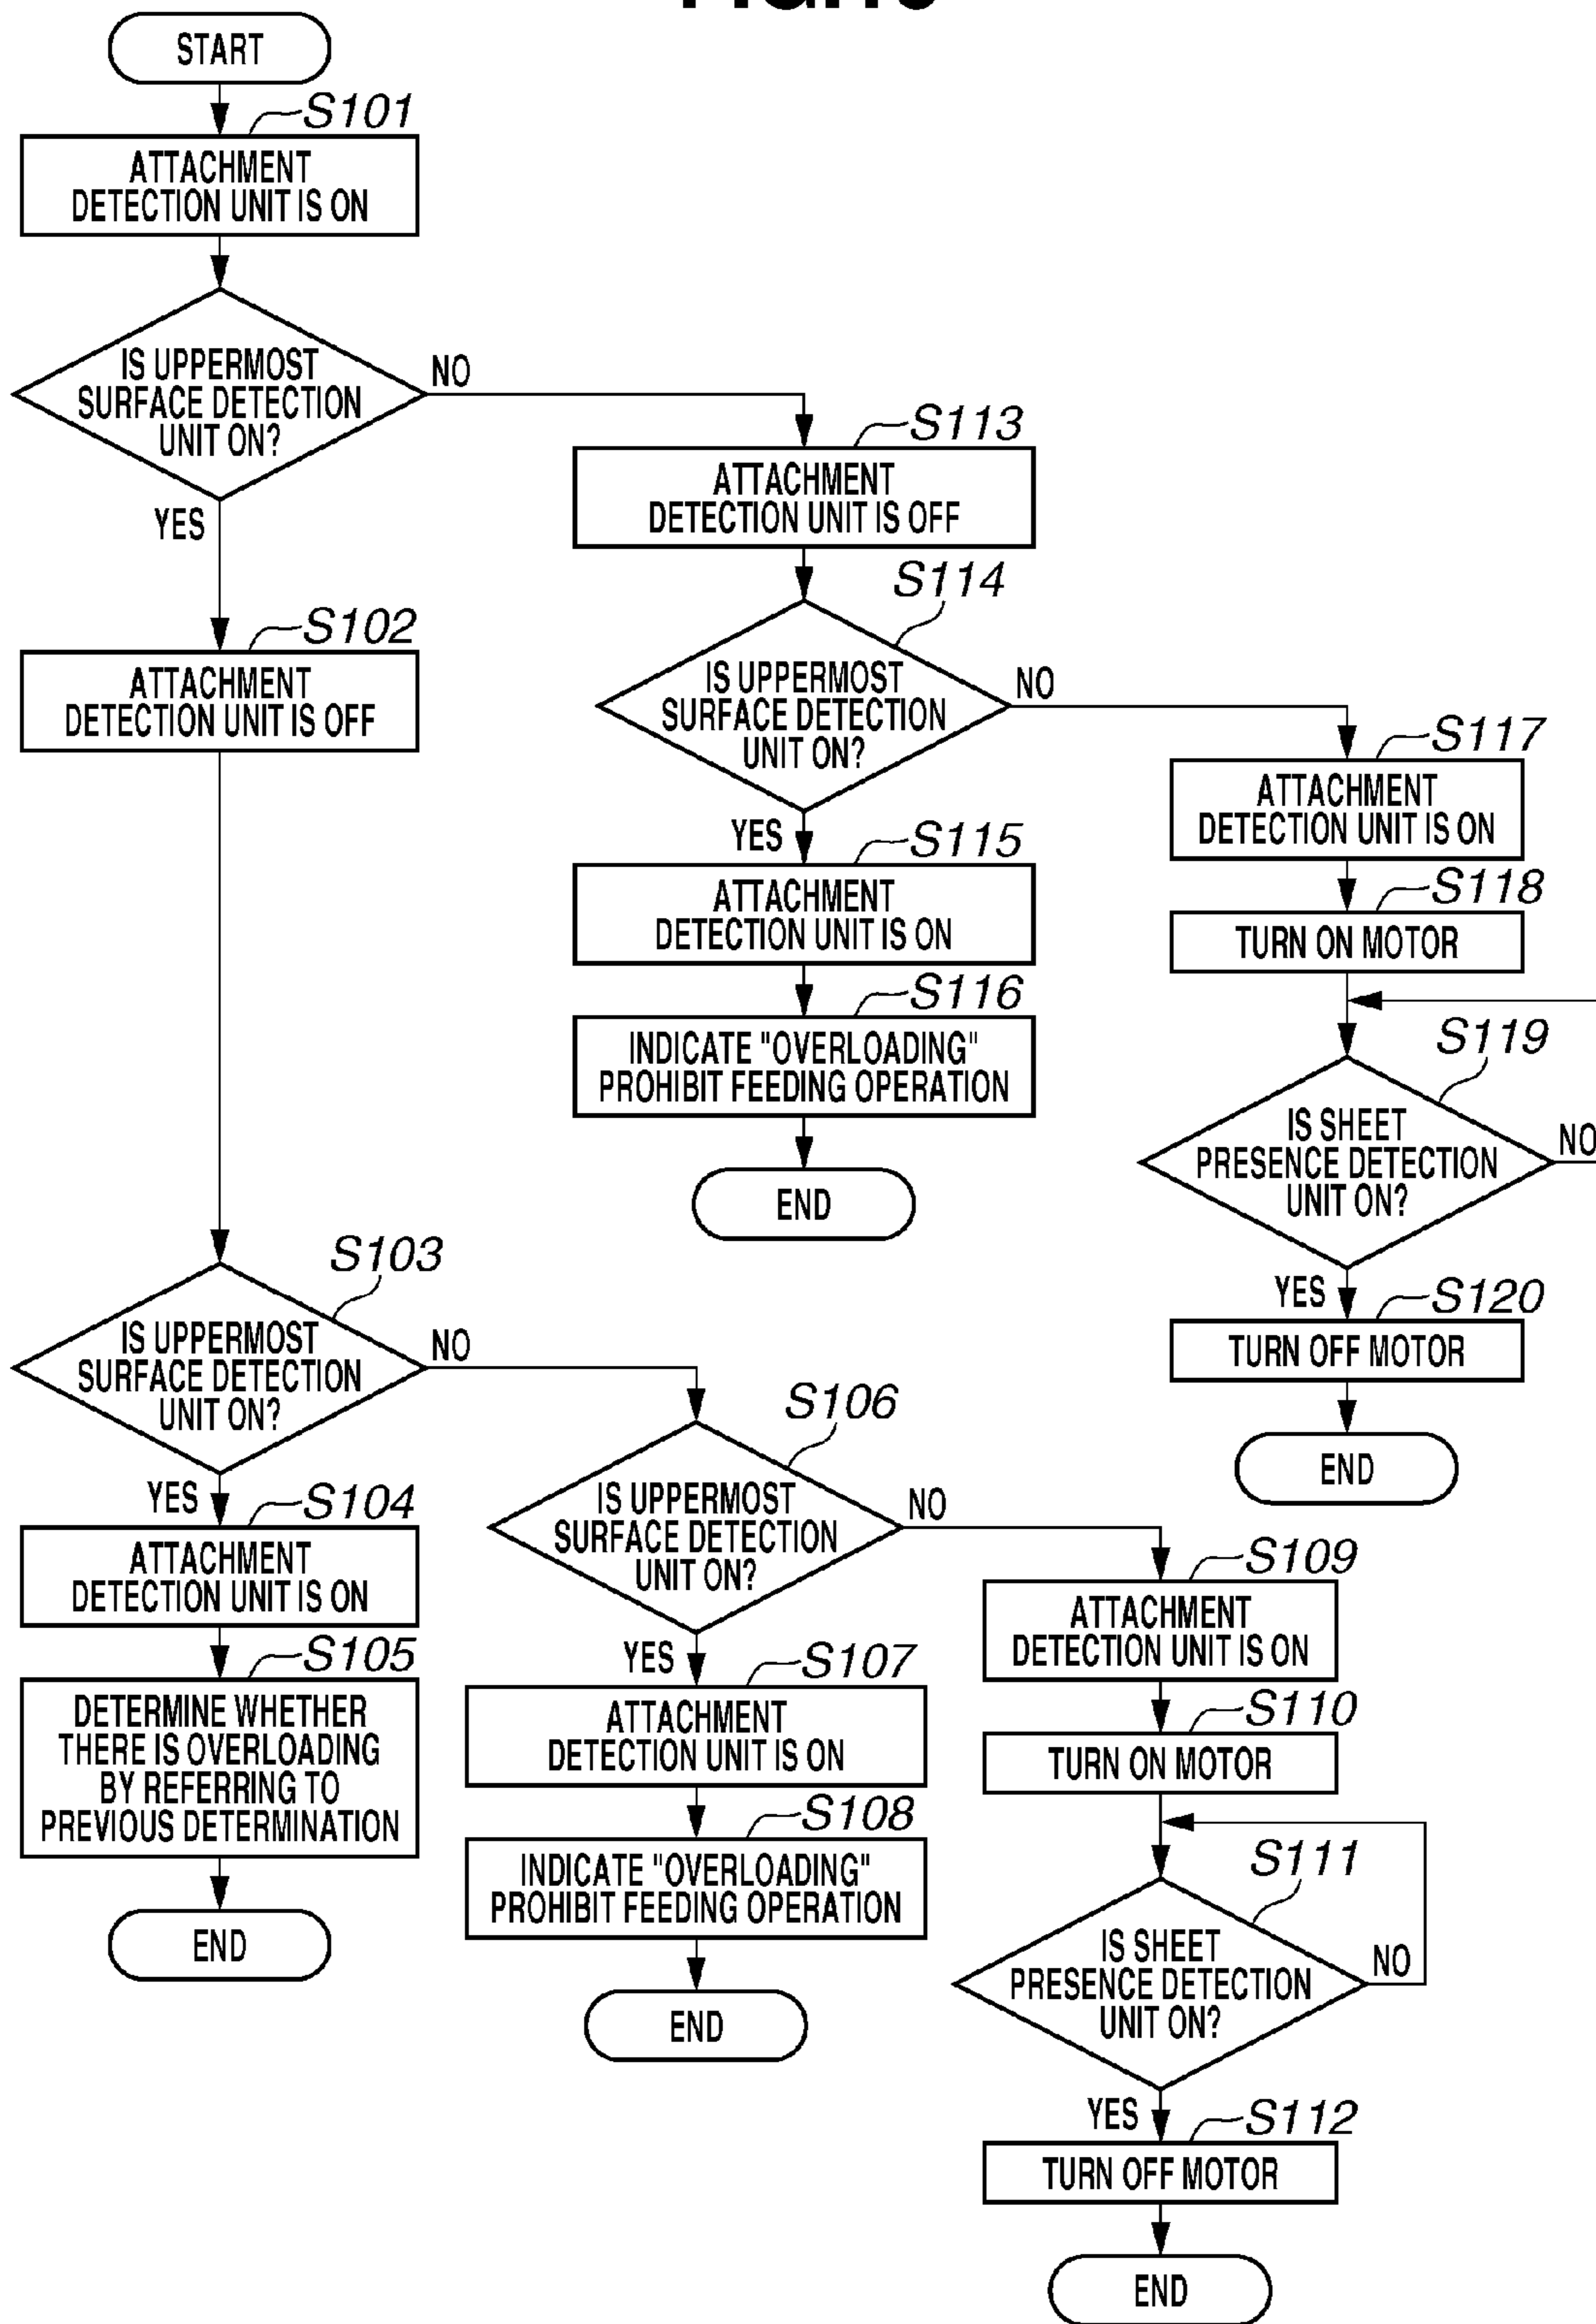 START
S101
ATTACHMENT
DETECTION UNIT IS ON
IS UPPERMOST
SURFACE DETECTION
UNIT ON?
NO
YES
S102
ATTACHMENT
DETECTION UNIT IS OFF
S113
ATTACHMENT
DETECTION UNIT IS OFF
S114
IS UPPERMOST
SURFACE DETECTION
UNIT ON?
NO
YES
S115
ATTACHMENT
DETECTION UNIT IS ON
S116
INDICATE "OVERLOADING"
PROHIBIT FEEDING OPERATION
END
S117
ATTACHMENT
DETECTION UNIT IS ON
S118
TURN ON MOTOR
S119
IS SHEET
PRESENCE DETECTION
UNIT ON?
NO
YES
S120
TURN OFF MOTOR
END
S103
IS UPPERMOST
SURFACE DETECTION
UNIT ON?
NO
YES
S104
ATTACHMENT
DETECTION UNIT IS ON
S105
DETERMINE WHETHER
THERE IS OVERLOADING
BY REFERRING TO
PREVIOUS DETERMINATION
END
S106
IS UPPERMOST
SURFACE DETECTION
UNIT ON?
NO
YES
S107
ATTACHMENT
DETECTION UNIT IS ON
S108
INDICATE "OVERLOADING"
PROHIBIT FEEDING OPERATION
END
S109
ATTACHMENT
DETECTION UNIT IS ON
S110
TURN ON MOTOR
S111
IS SHEET
PRESENCE DETECTION
UNIT ON?
NO
YES
S112
TURN OFF MOTOR
END